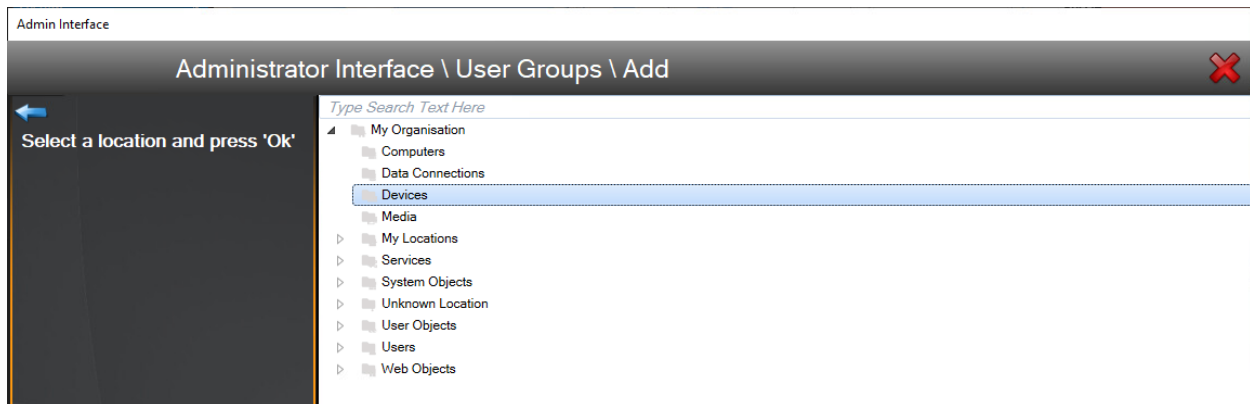 Admin Interface
Administrator Interface \ User Groups \ Add
Select a location and press 'Ok'
Type Search Text Here
My Organisation
Computers
Data Connections
Devices
Media
My Locations
Services
System Objects
Unknown Location
User Objects
Users
Web Objects